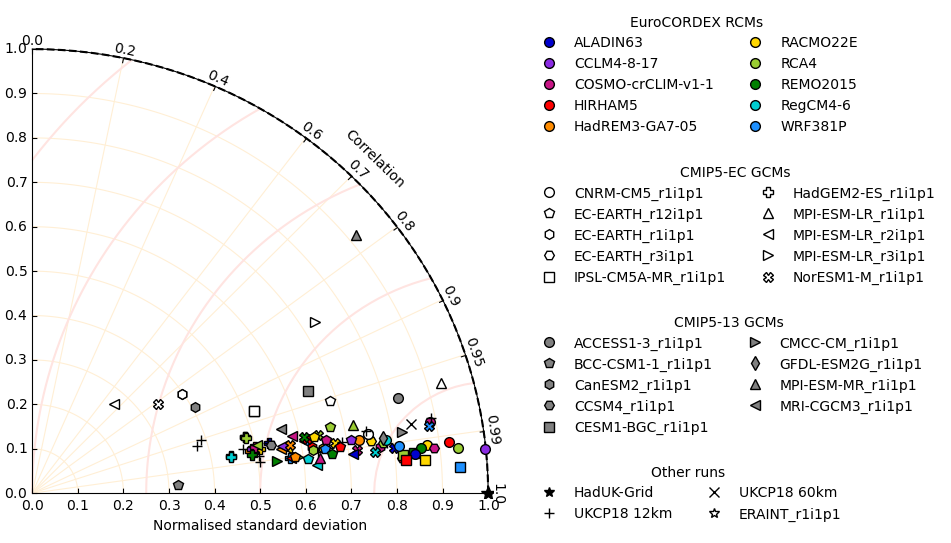 EuroCORDEX RCMs
ALADIN63 RACMO22E
CCLM4-8-17 RCA4
COSMO-crCLIM-v1-1 REMO2015
HIRHAM5 RegCM4-6
HadREM3-GA7-05 WRF381P
CMIP5-EC GCMs
CNRM-CM5_r1i1p1 HadGEM2-ES_r1i1p1
EC-EARTH_r12i1p1 MPI-ESM-LR_r1i1p1
EC-EARTH_r1i1p1 MPI-ESM-LR_r2i1p1
EC-EARTH_r3i1p1 MPI-ESM-LR_r3i1p1
IPSL-CM5A-MR_r1i1p1 NorESM1-M_r1i1p1
CMIP5-13 GCMs
ACCESS1-3_r1i1p1 CMCC-CM_r1i1p1
BCC-CSM1-1_r1i1p1 GFDL-ESM2G_r1i1p1
CanESM2_r1i1p1 MPI-ESM-MR_r1i1p1
CCSM4_r1i1p1 MRI-CGCM3_r1i1p1
CESM1-BGC_r1i1p1
Other runs
HadUK-Grid UKCP18 60km
UKCP18 12km ERAINT_r1i1p1
1.0
0.9
0.8
0.7
0.6
0.5
0.4
0.3
0.2
0.1
0.0
0.0 0.1 0.2 0.3 0.4 0.5 0.6 0.7 0.8 0.9 1.0
Normalised standard deviation
0.0
0.2
0.4
0.6
0.7
0.8
0.9
0.95
0.99
1.0
Correlation